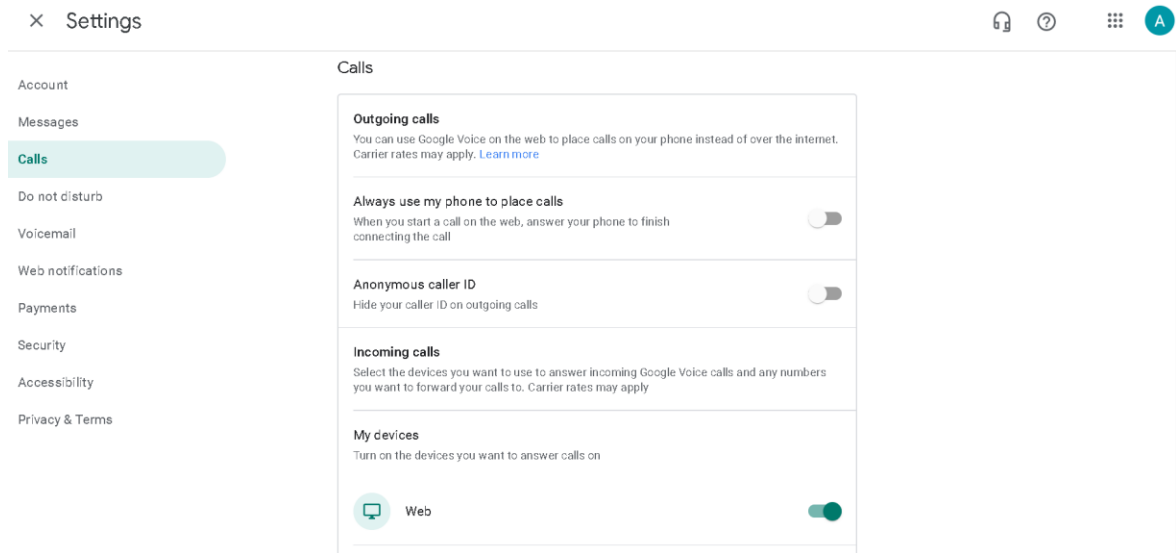 Settings
A
Account
Messages
Calls
Do not disturb
Voicemail
Web notifications
Payments
Security
Accessibility
Privacy & Terms
Calls
Outgoing calls
You can use Google Voice on the web to place calls on your phone instead of over the internet.
Carrier rates may apply. Learn more
Always use my phone to place calls
When you start a call on the web, answer your phone to finish
connecting the call
Anonymous caller ID
Hide your caller ID on outgoing calls
Incoming calls
Select the devices you want to use to answer incoming Google Voice calls and any numbers
you want to forward your calls to. Carrier rates may apply
My devices
Turn on the devices you want to answer calls on
Web